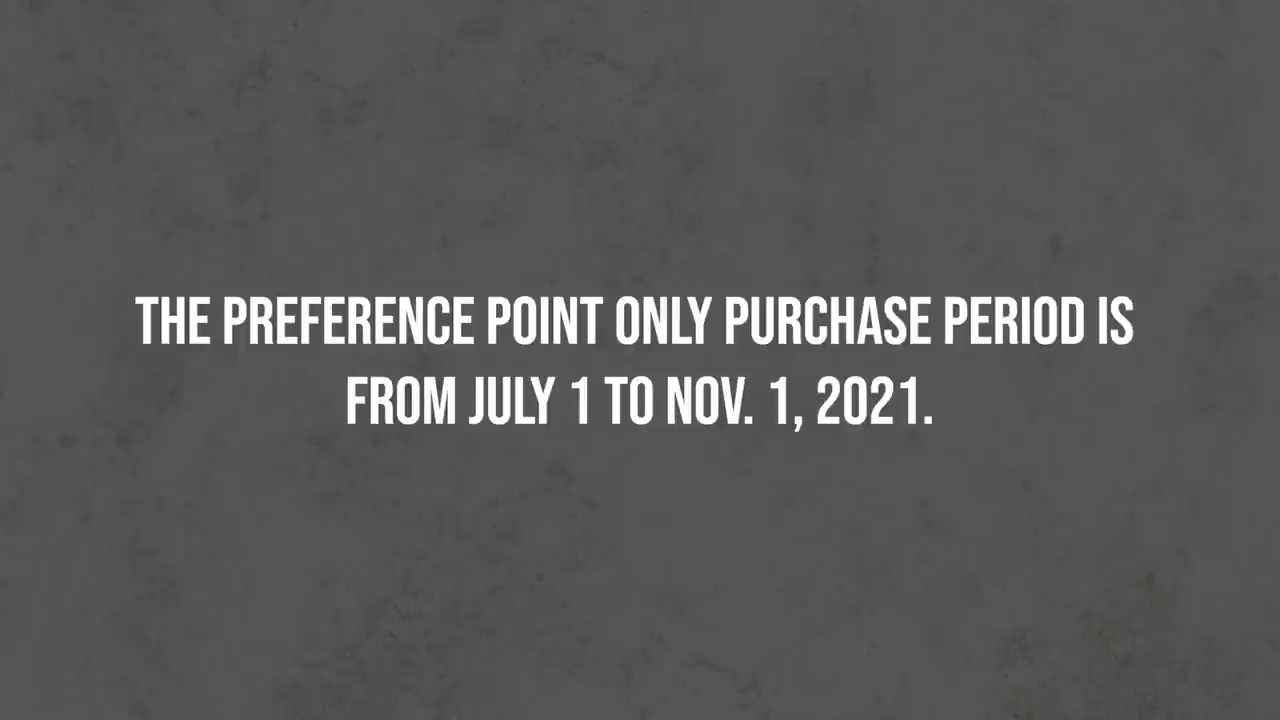 THE PREFERENCE POINT ONLY PURCHASE PERIOD IS
FROM JULY 1 TO NOV. 1, 2021.